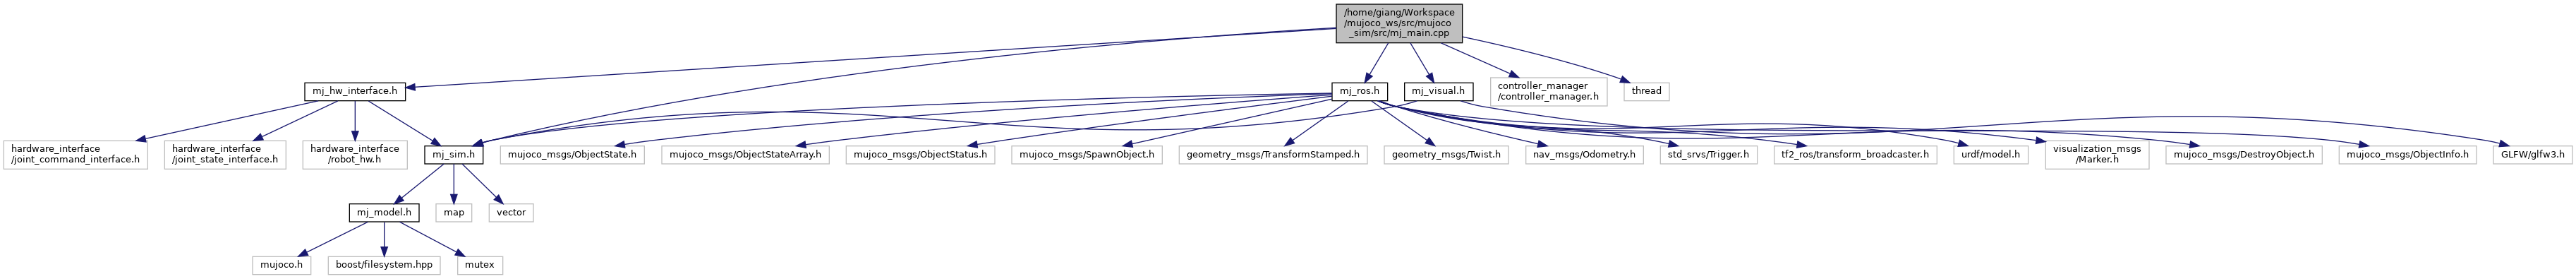 /home/giang/Workspace
/mujoco_ws/src/mujoco
_sim/src/mj_main.cpp
mj_hw_interface.h
mj_ros.h
mj_visual.h
controller_manager
/controller_manager.h
thread
hardware_interface
/joint_command_interface.h
hardware_interface
/joint_state_interface.h
hardware_interface
/robot_hw.h
mj_sim.h
mujoco_msgs/ObjectState.h
mujoco_msgs/ObjectStateArray.h
mujoco_msgs/ObjectStatus.h
mujoco_msgs/SpawnObject.h
geometry_msgs/TransformStamped.h
geometry_msgs/Twist.h
nav_msgs/Odometry.h
std_srvs/Trigger.h
tf2_ros/transform_broadcaster.h
urdf/model.h
visualization_msgs
/Marker.h
mujoco_msgs/DestroyObject.h
mujoco_msgs/ObjectInfo.h
GLFW/glfw3.h
mj_model.h
map
vector
mujoco.h
boost/filesystem.hpp
mutex